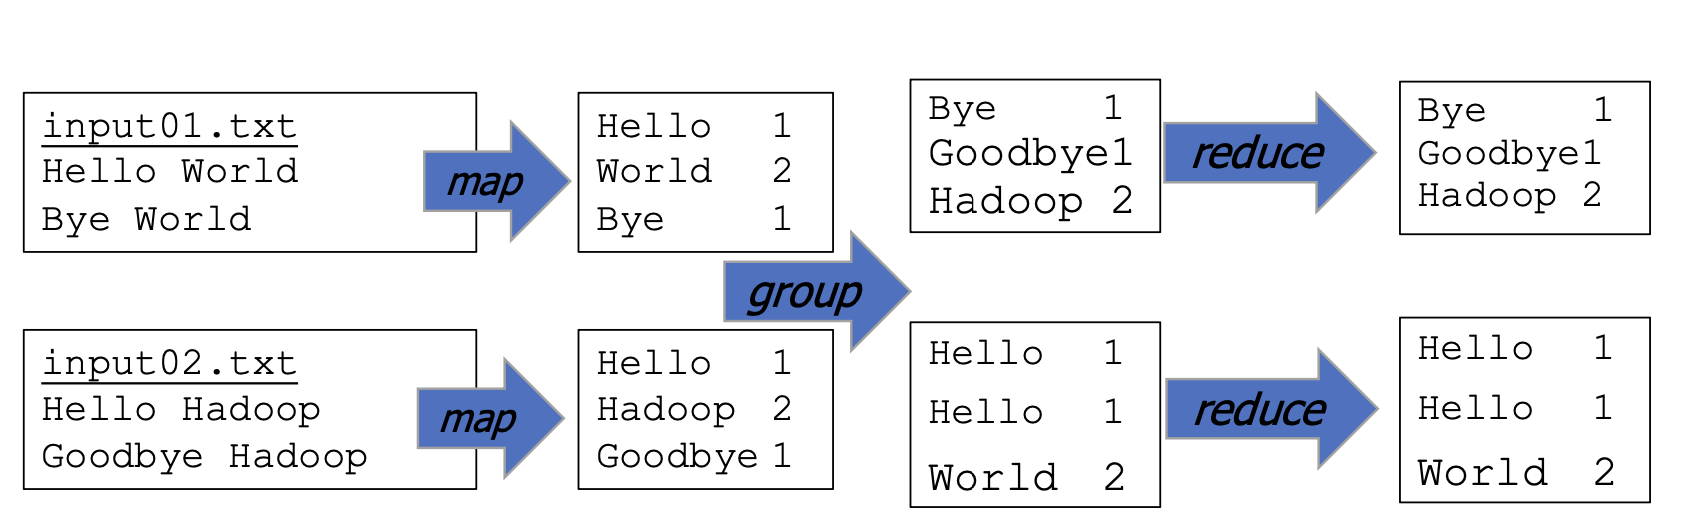 input01.txt
Hello World
Bye World
map
Hello 1
World 2
Bye 1
input02.txt
Hello Hadoop
Goodbye Hadoop
map
Hello 1
Hadoop 2
Goodbye 1
group
Bye 1
Goodbye1
Hadoop 2
reduce
Bye 1
Goodbye1
Hadoop 2
Hello 1
Hello 1
World 2
reduce
Hello 1
Hello 1
World 2